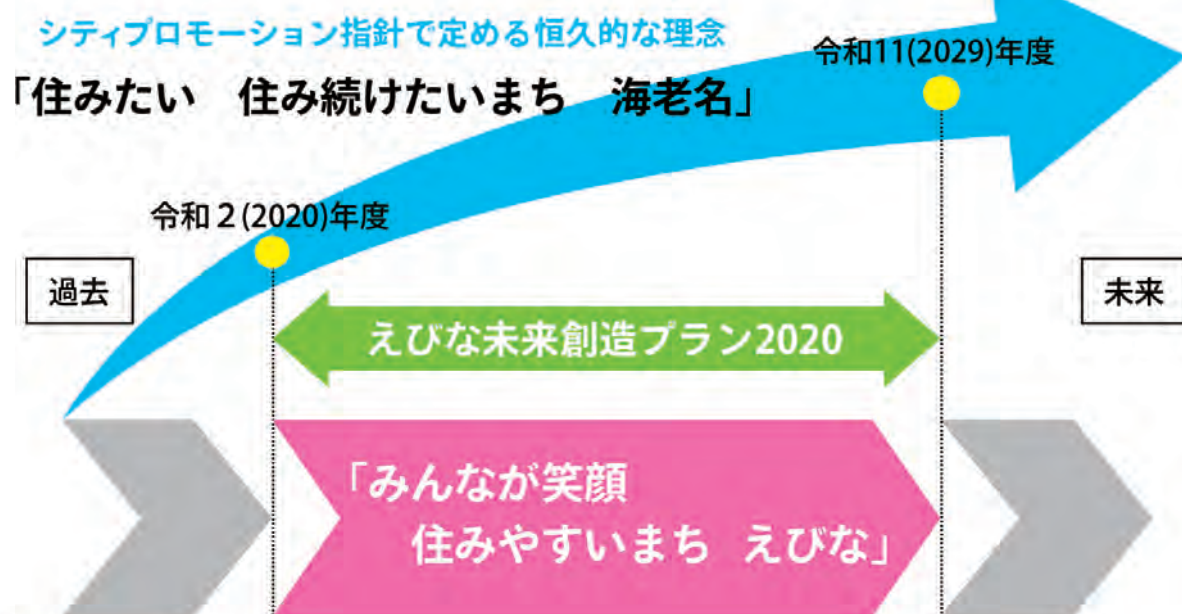 シティプロモーション指針で定める恒久的な理念
「住みたい　住み続けたいまち　海老名」
令和11(2029)年度
令和２(2020)年度
過去
未来
えびな未来創造プラン2020
「みんなが笑顔
住みやすいまち　えびな」